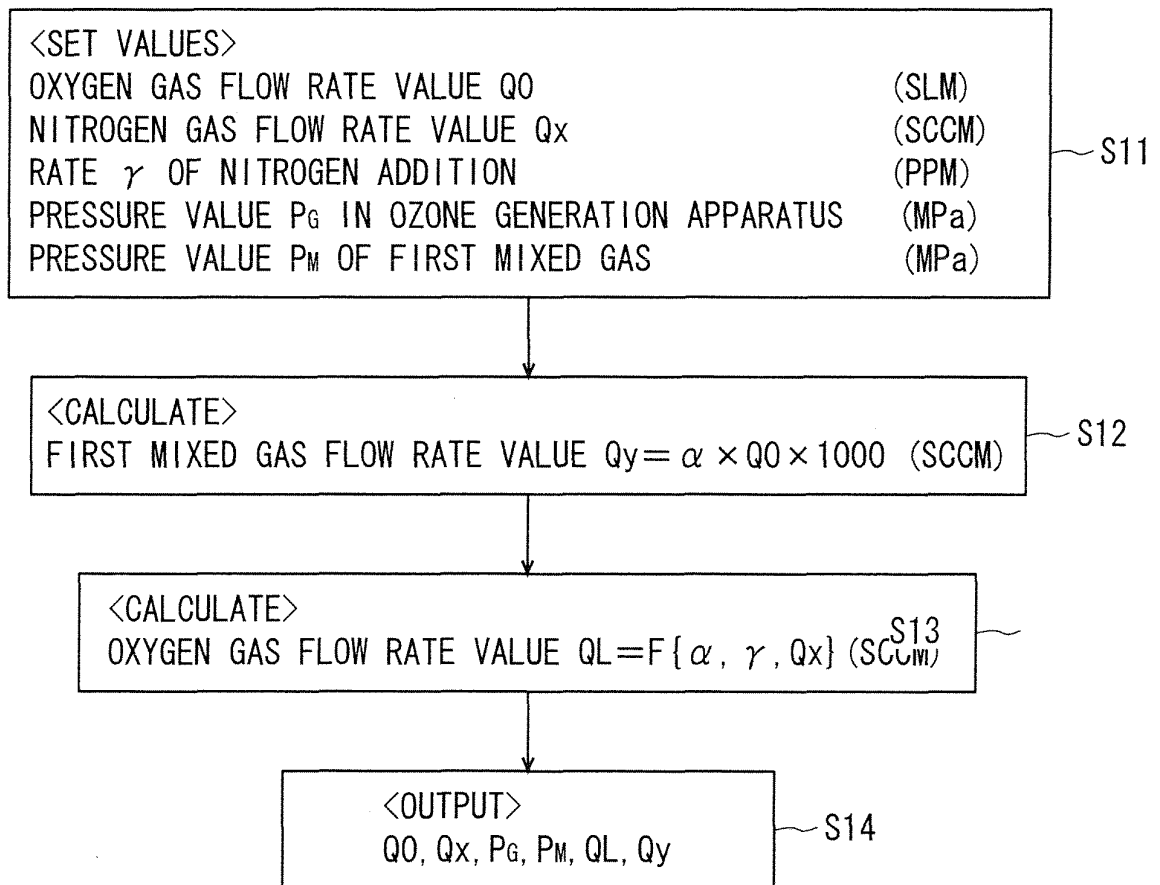 <SET VALUES>
OXYGEN GAS FLOW RATE VALUE Q0 (SLM)
NITROGEN GAS FLOW RATE VALUE Qx (SCCM)
RATE γ OF NITROGEN ADDITION (PPM)
PRESSURE VALUE PG IN OZONE GENERATION APPARATUS (MPa)
PRESSURE VALUE PM OF FIRST MIXED GAS (MPa)
S11
<CALCULATE>
FIRST MIXED GAS FLOW RATE VALUE Qy=α×Q0×1000 (SCCM)
S12
<CALCULATE>
OXYGEN GAS FLOW RATE VALUE QL=F{α, γ, Qx} (SCCM)
S13
<OUTPUT>
Q0, Qx, PG, PM, QL, Qy
S14